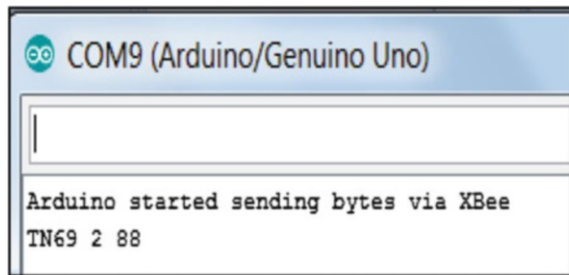 COM9 (Arduino/Genuino Uno)
Arduino started sending bytes via XBee
TN69 2 88